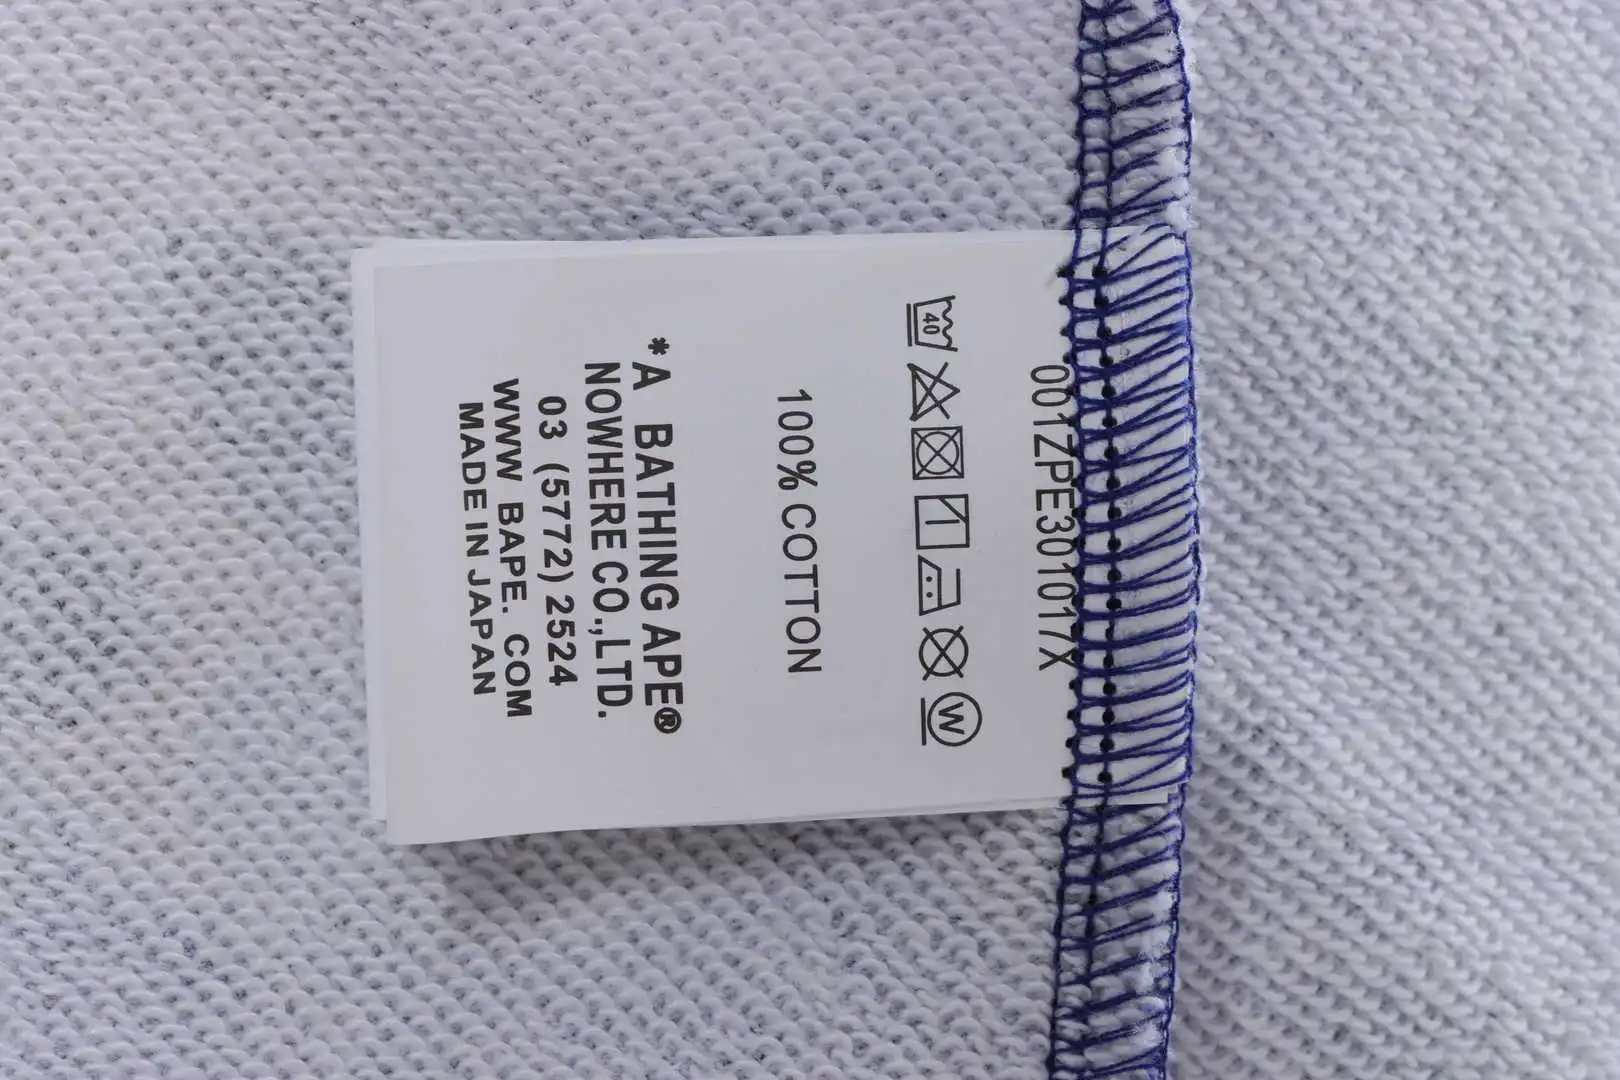 001ZPE301017X
40
W
100% COTTON
*A BATHING APE®
NOWHERE CO.,LTD.
03 (5772) 2524
WWW BAPE. COM
MADE IN JAPAN